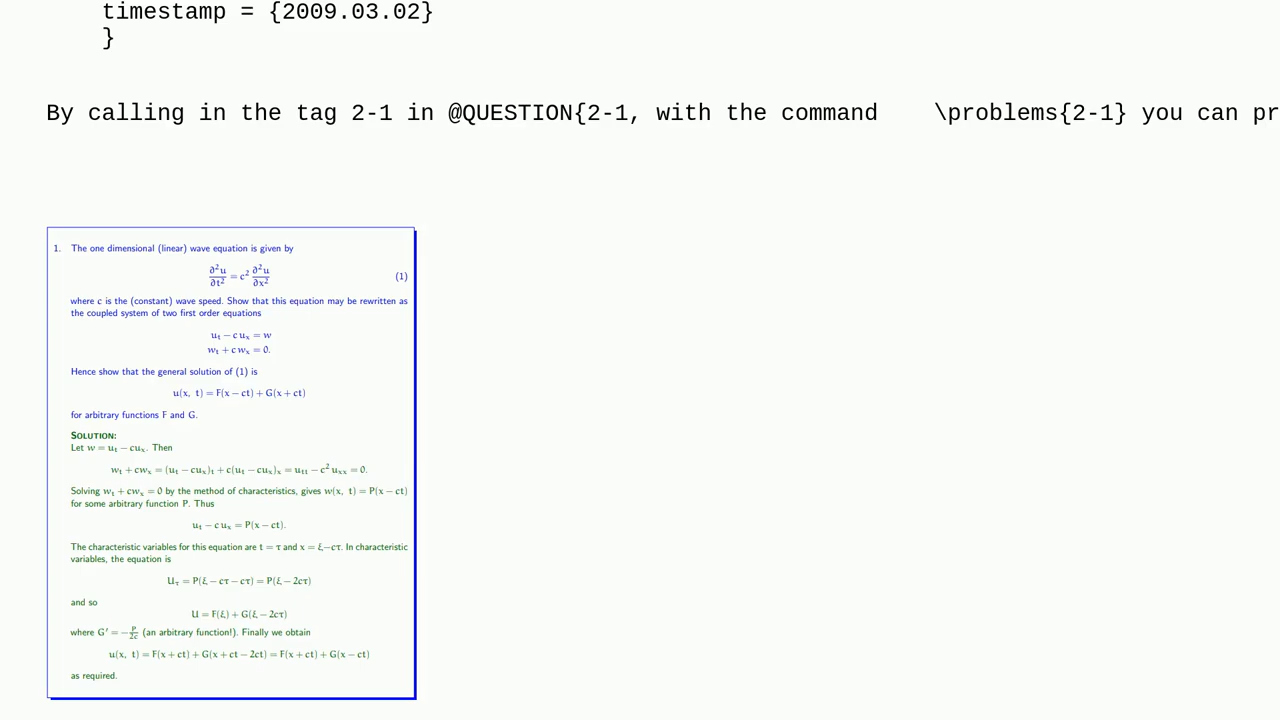 timestamp = {2009.03.02}
}
By calling in the tag 2-1 in @QUESTION{2-1, with the command    \problems{2-1} you can pr
1. The one dimensional (linear) wave equation is given by
∂²u/∂t² = c² ∂²u/∂x² (1)
where c is the (constant) wave speed. Show that this equation may be rewritten as
the coupled system of two first order equations
uₜ − c uₓ = w
wₜ + c wₓ = 0.
Hence show that the general solution of (1) is
u(x, t) = F(x − ct) + G(x + ct)
for arbitrary functions F and G.
SOLUTION:
Let w = uₜ − cuₓ. Then
wₜ + cwₓ = (uₜ − cuₓ)ₜ + c(uₜ − cuₓ)ₓ = uₜₜ − c² uₓₓ = 0.
Solving wₜ + cwₓ = 0 by the method of characteristics, gives w(x, t) = P(x − ct)
for some arbitrary function P. Thus
uₜ − c uₓ = P(x − ct).
The characteristic variables for this equation are t = τ and x = ξ−cτ. In characteristic
variables, the equation is
U_τ = P(ξ − cτ − cτ) = P(ξ − 2cτ)
and so
U = F(ξ) + G(ξ − 2cτ)
where G′ = −P/2c (an arbitrary function!). Finally we obtain
u(x, t) = F(x + ct) + G(x + ct − 2ct) = F(x + ct) + G(x − ct)
as required.